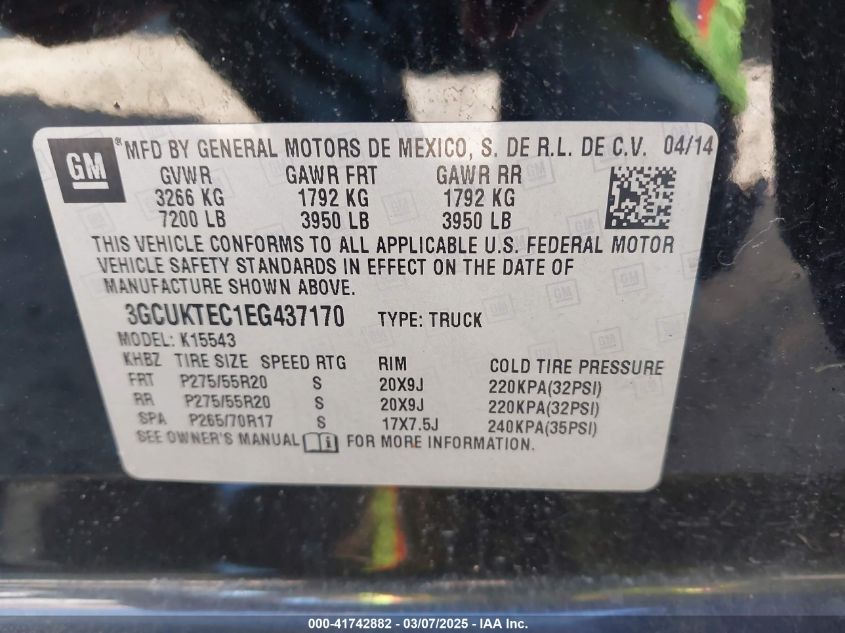 GM ® MFD BY GENERAL MOTORS DE MEXICO, S. DE R.L. DE C.V. 04/14
GVWR GAWR FRT GAWR RR
3266 KG 1792 KG 1792 KG
7200 LB 3950 LB 3950 LB
THIS VEHICLE CONFORMS TO ALL APPLICABLE U.S. FEDERAL MOTOR
VEHICLE SAFETY STANDARDS IN EFFECT ON THE DATE OF
MANUFACTURE SHOWN ABOVE.
3GCUKTEC1EG437170 TYPE: TRUCK
MODEL: K15543
KHBZ TIRE SIZE SPEED RTG RIM COLD TIRE PRESSURE
FRT P275/55R20 S 20X9J 220KPA(32PSI)
RR P275/55R20 S 20X9J 220KPA(32PSI)
SPA P265/70R17 S 17X7.5J 240KPA(35PSI)
SEE OWNER'S MANUAL i FOR MORE INFORMATION.
000-41742882 - 03/07/2025 - IAA Inc.